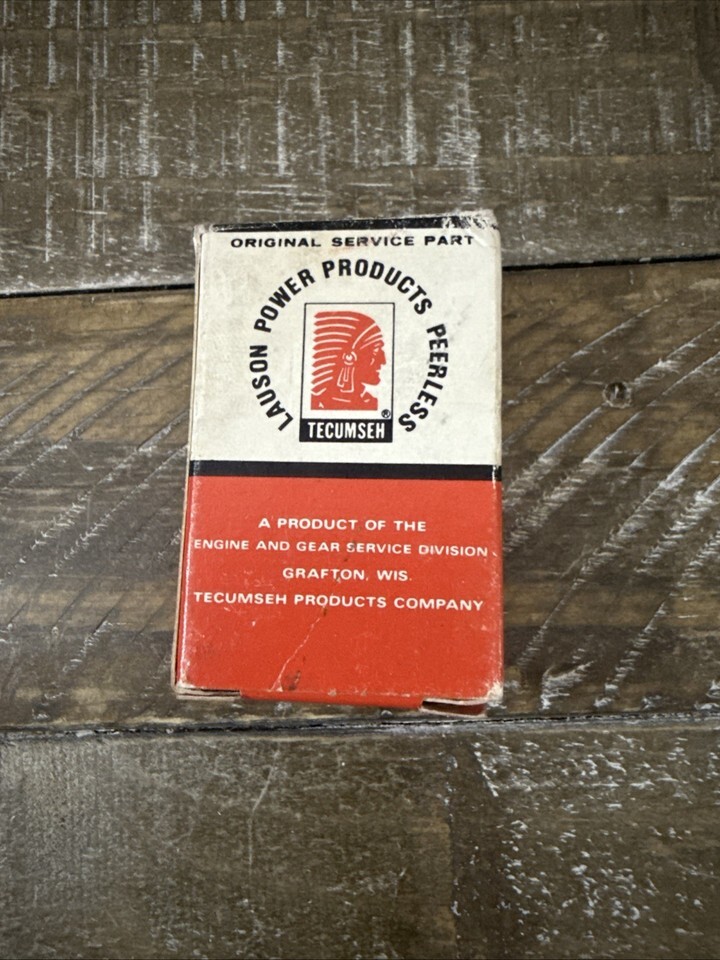 ORIGINAL SERVICE PART
LAUSON POWER PRODUCTS PEERLESS
®
TECUMSEH
A PRODUCT OF THE
ENGINE AND GEAR SERVICE DIVISION
GRAFTON, WIS.
TECUMSEH PRODUCTS COMPANY